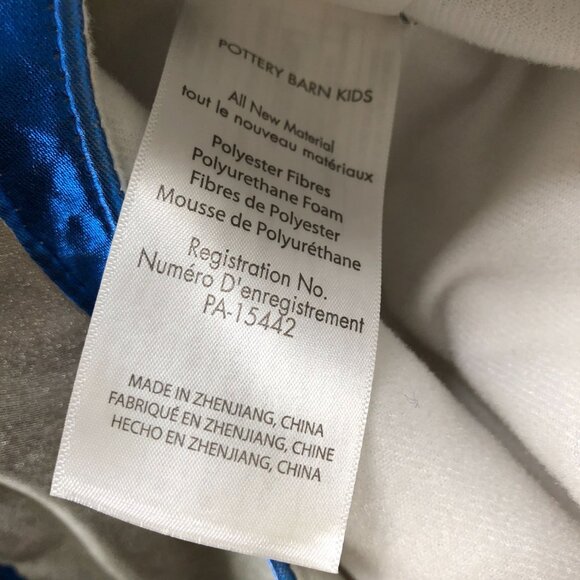 POTTERY BARN KIDS
All New Material
tout le nouveau matériaux
Polyester Fibres
Polyurethane Foam
Fibres de Polyester
Mousse de Polyuréthane
Registration No.
Numéro D'enregistrement
PA-15442
MADE IN ZHENJIANG, CHINA
FABRIQUÉ EN ZHENJIANG, CHINE
HECHO EN ZHENJIANG, CHINA